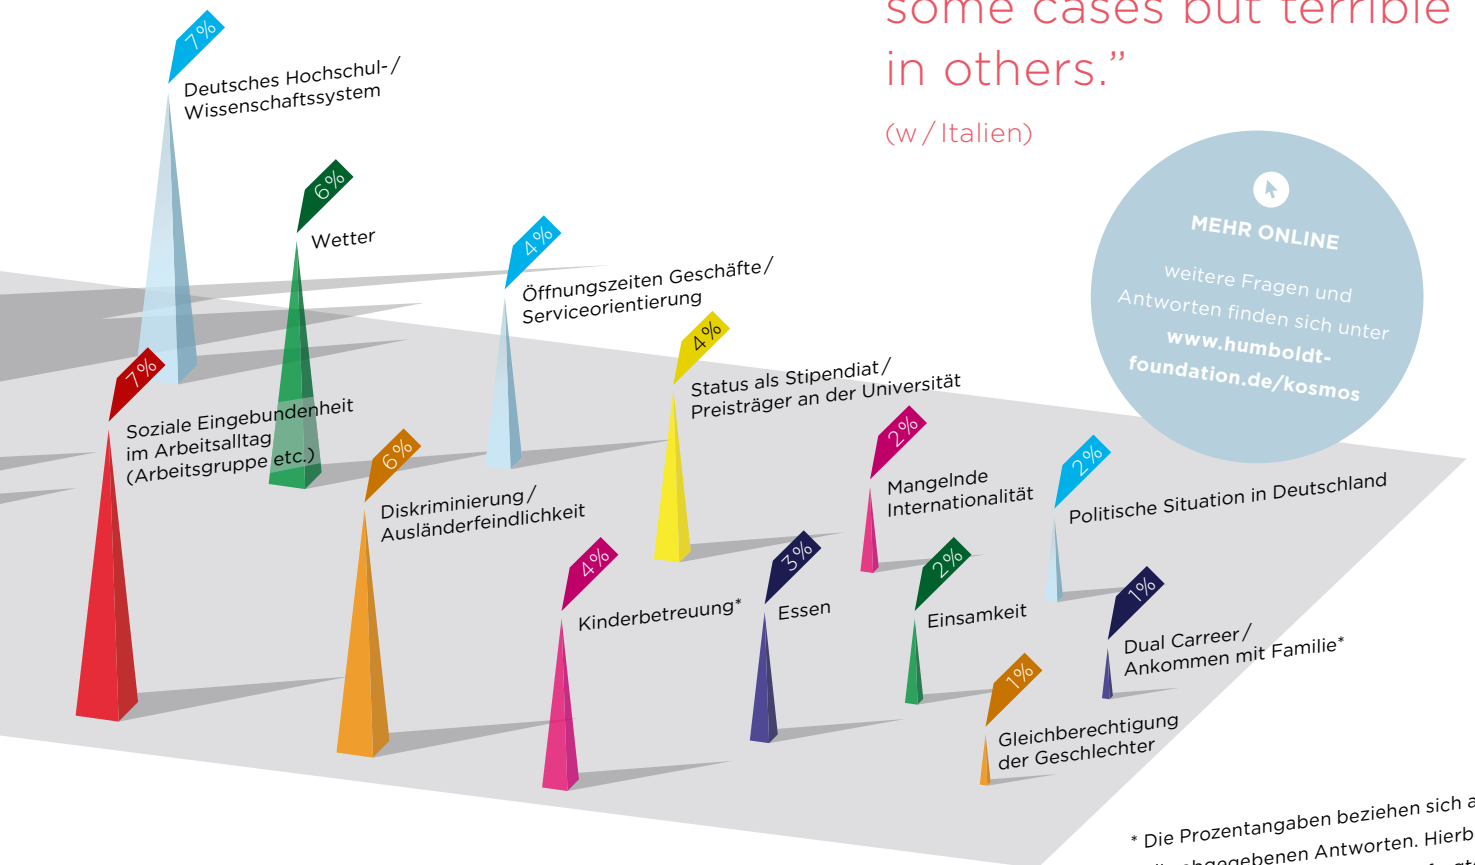 some cases but terrible
in others.”
(w / Italien)
7%
Deutsches Hochschul- /
Wissenschaftssystem
6%
Wetter
4%
Öffnungszeiten Geschäfte /
Serviceorientierung
4%
Status als Stipendiat /
Preisträger an der Universität
MEHR ONLINE
weitere Fragen und
Antworten finden sich unter
www.humboldt-
foundation.de/kosmos
7%
Soziale Eingebundenheit
im Arbeitsalltag
(Arbeitsgruppe etc.)
6%
Diskriminierung /
Ausländerfeindlichkeit
2%
Mangelnde
Internationalität
2%
Politische Situation in Deutschland
4%
Kinderbetreuung*
3%
Essen
2%
Einsamkeit
1%
Dual Carreer /
Ankommen mit Familie*
1%
Gleichberechtigung
der Geschlechter
* Die Prozentangaben beziehen sich
abgegebenen Antworten.